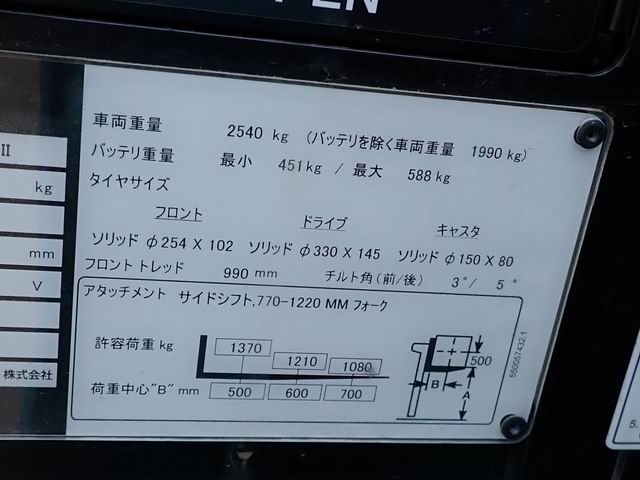 PEN
車両重量 2540 kg (バッテリを除く車両重量 1990 kg)
バッテリ重量 最小 451kg / 最大 588 kg
タイヤサイズ
フロント ドライブ キャスタ
ソリッド φ254 X 102 ソリッド φ330 X 145 ソリッド φ150 X 80
フロント トレッド 990 mm チルト角(前/後) 3°/ 5°
アタッチメント サイドシフト,770-1220 MM フォーク
許容荷重 kg 1370 1210 1080
荷重中心"B" mm 500 600 700
500
B
A
550057432.1
II
kg
mm
V
株式会社
5.